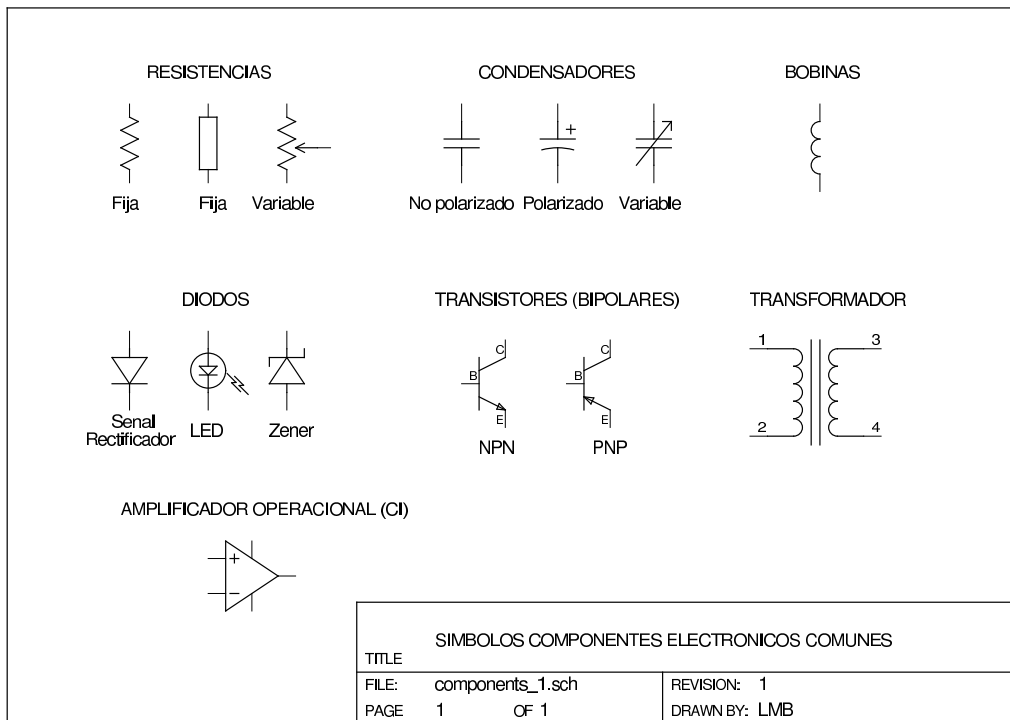 RESISTENCIAS CONDENSADORES BOBINAS
+
Fija Fija Variable No polarizado Polarizado Variable
DIODOS TRANSISTORES (BIPOLARES) TRANSFORMADOR
C C 1 3
B B
E E 2 4
Senal
Rectificador LED Zener
NPN PNP
AMPLIFICADOR OPERACIONAL (CI)
+
−
TITLE SIMBOLOS COMPONENTES ELECTRONICOS COMUNES
FILE: components_1.sch REVISION: 1
PAGE 1 OF 1 DRAWN BY: LMB